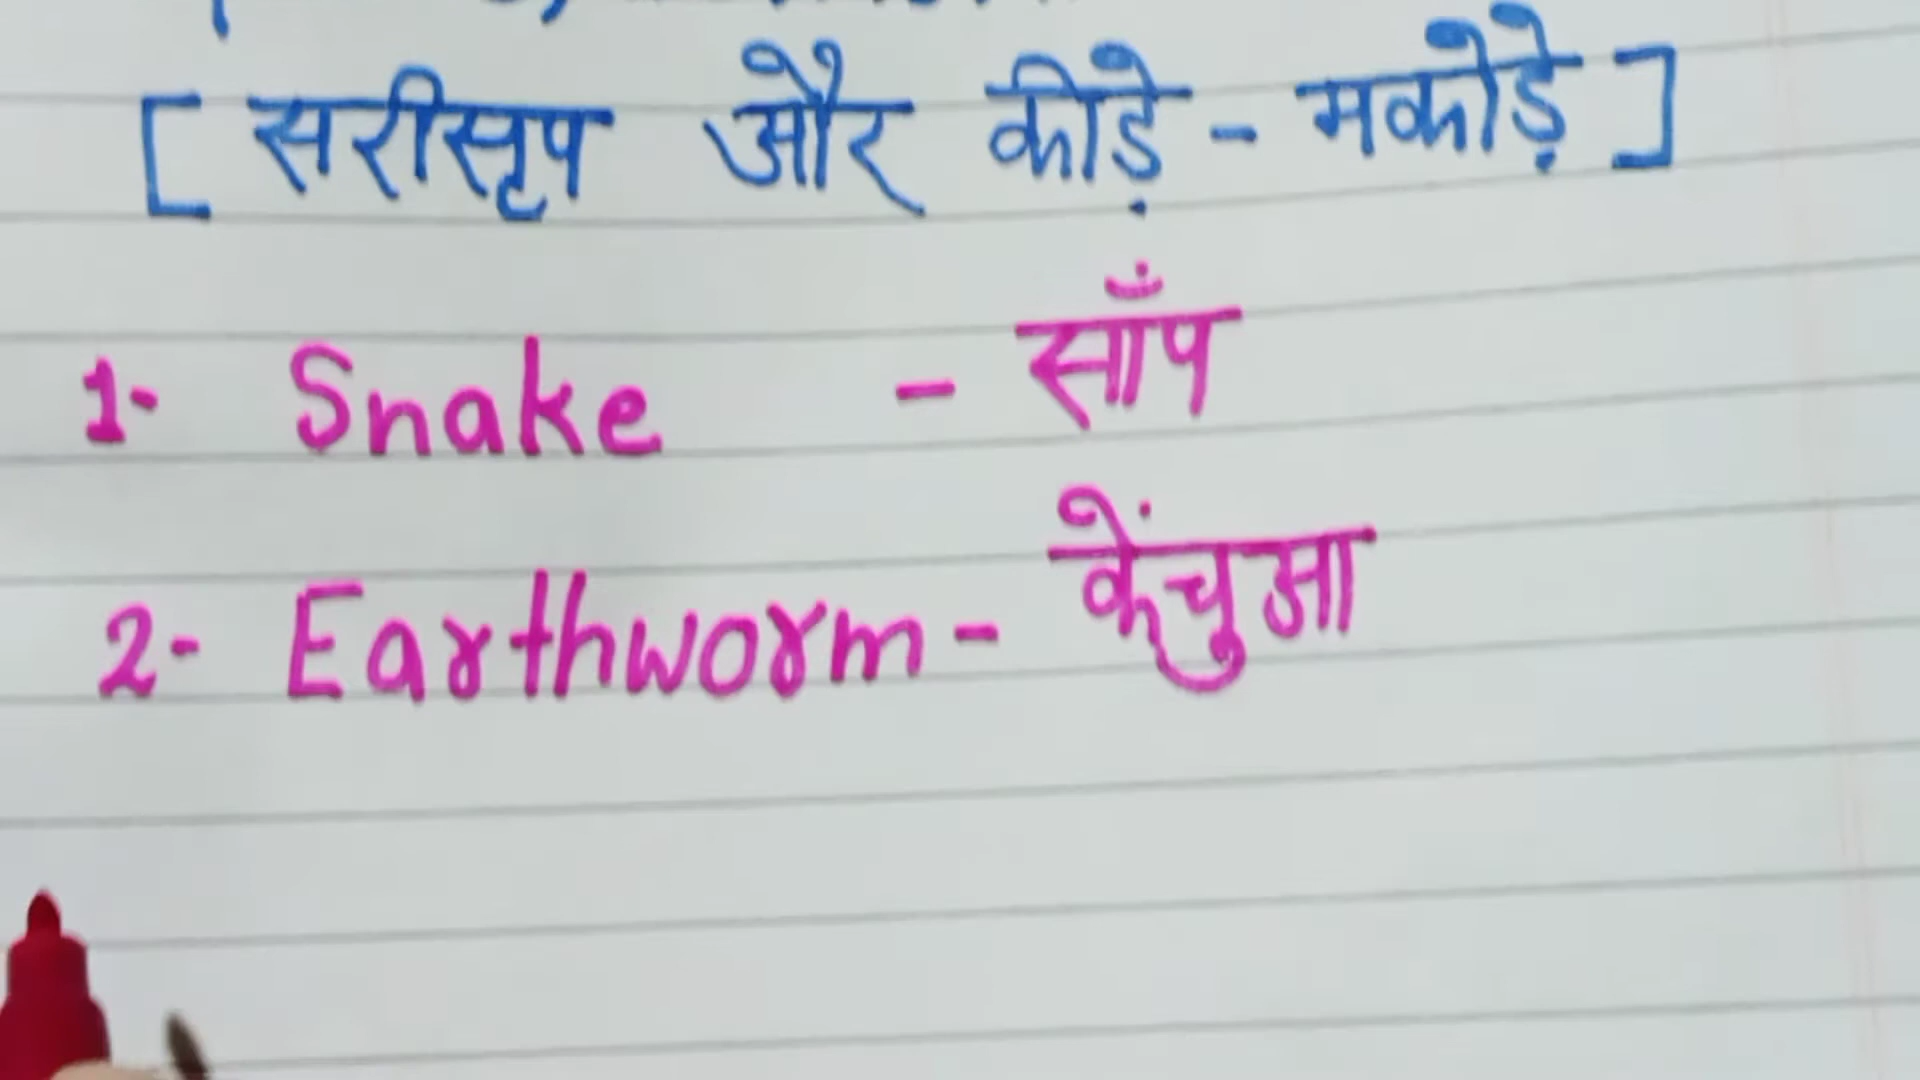 [ सरीसृप और कीड़े - मकोड़े ]
1- Snake - साँप
2- Earthworm - केंचुआ